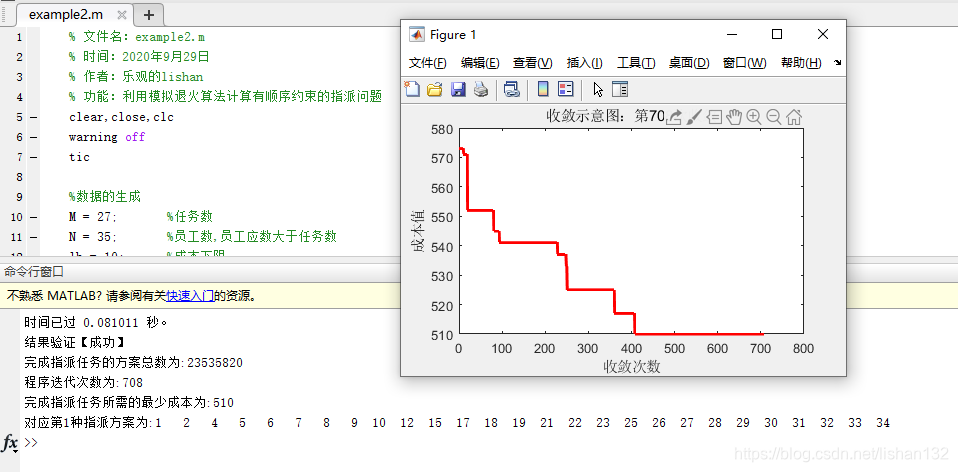 example2.m
1 % 文件名：example2.m
2 % 时间：2020年9月29日
3 % 作者：乐观的lishan
4 % 功能：利用模拟退火算法计算有顺序约束的指派问题
5 clear,close,clc
6 warning off
7 tic
8
9 %数据的生成
10 M = 27; %任务数
11 N = 35; %员工数,员工应数大于任务数
Figure 1
文件(F) 编辑(E) 查看(V) 插入(I) 工具(T) 桌面(D) 窗口(W) 帮助(H)
收敛示意图：第70
580
570
560
550
540
530
520
510
成本值
0 100 200 300 400 500 600 700 800
收敛次数
命令行窗口
不熟悉 MATLAB? 请参阅有关快速入门的资源。
时间已过 0.081011 秒。
结果验证【成功】
完成指派任务的方案总数为:23535820
程序迭代次数为:708
完成指派任务所需的最少成本为:510
对应第1种指派方案为:1 2 4 5 6 7 8 9 10 12 15 17 18 19 20 21 22 23 26 27 28 29 30 31 32 33 34
fx >>
https://blog.csdn.net/lishan132